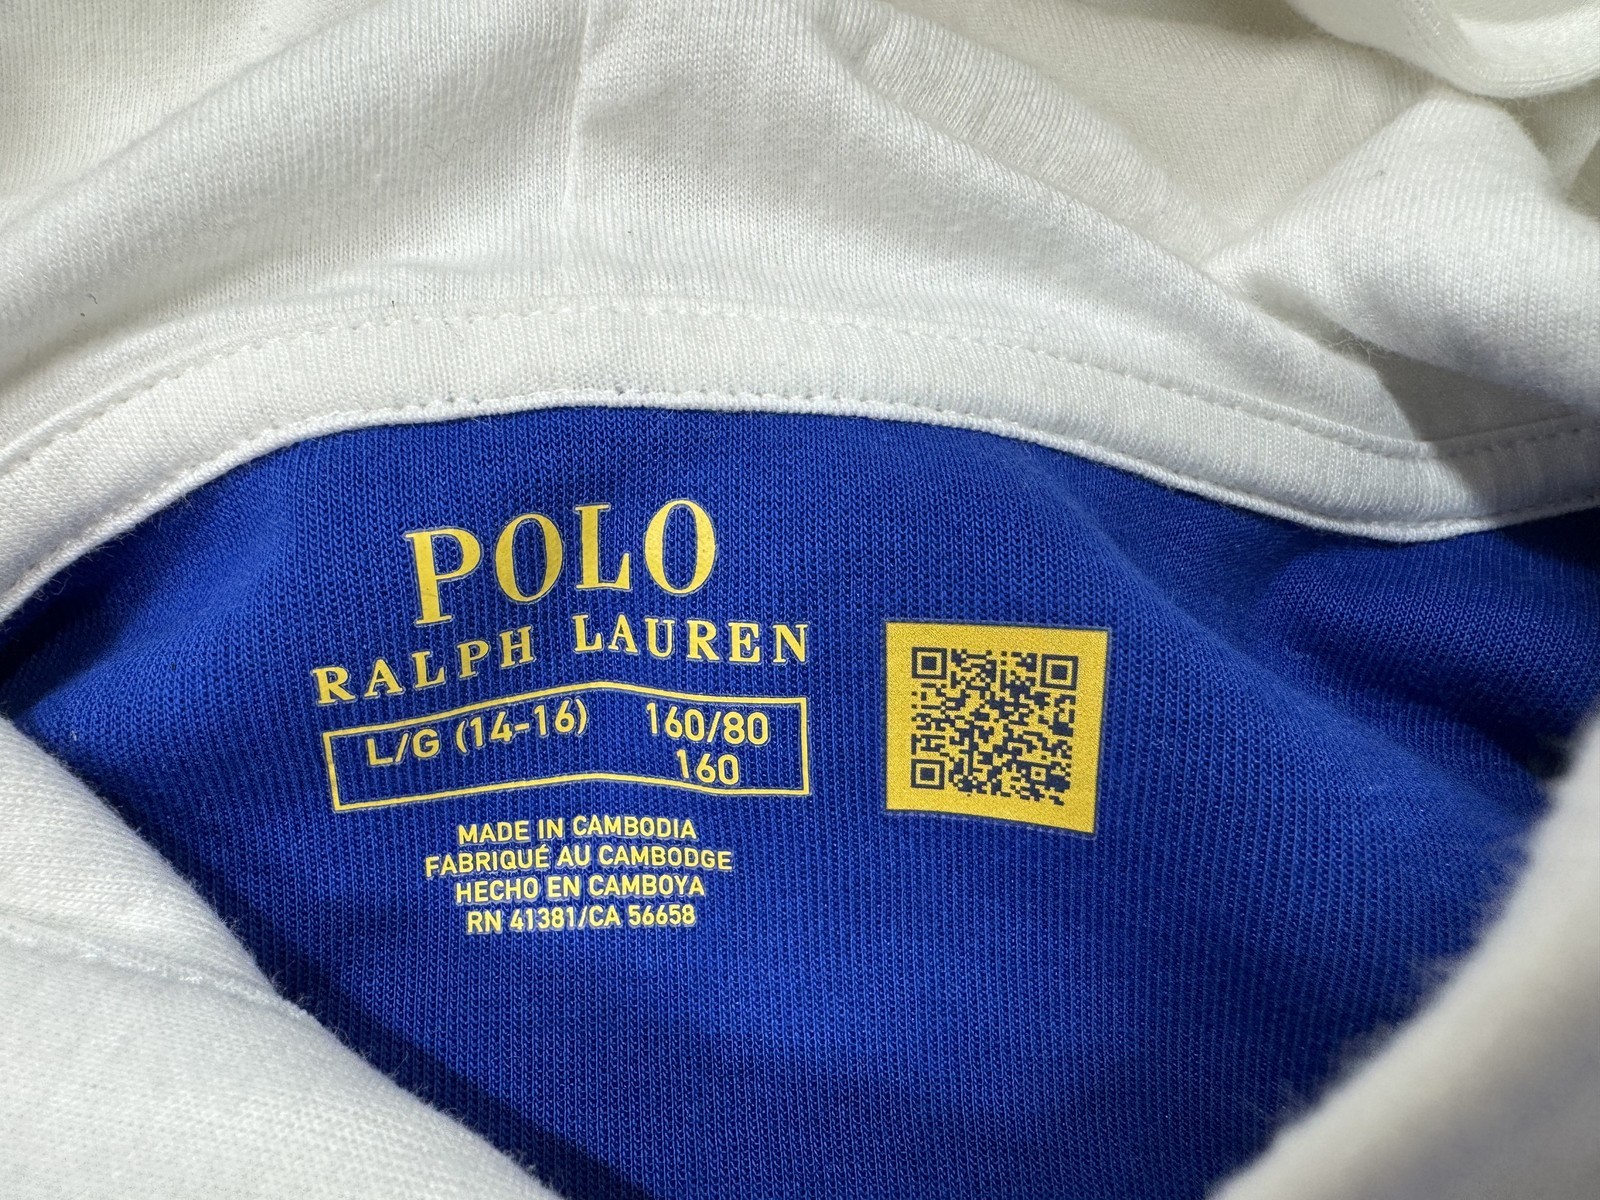 POLO
RALPH LAUREN
L/G (14-16) 160/80
160
MADE IN CAMBODIA
FABRIQUÉ AU CAMBODGE
HECHO EN CAMBOYA
RN 41381/CA 56658